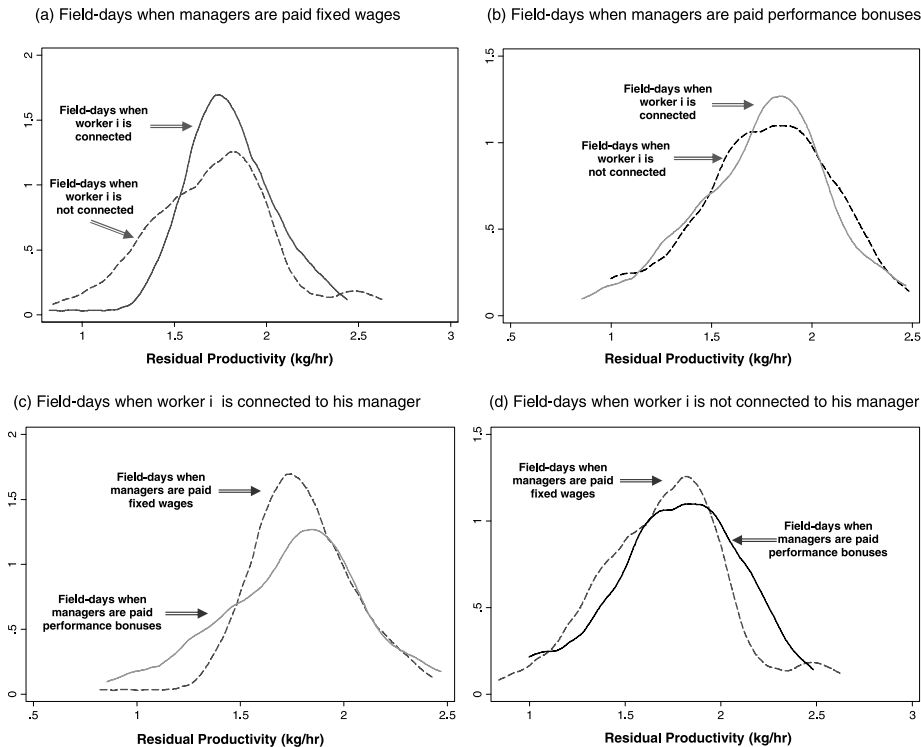 (a) Field-days when managers are paid fixed wages
2
1.5
1
.5
0
Field-days when
worker i is
connected
Field-days when
worker i is
not connected
1
1.5
2
2.5
3
Residual Productivity (kg/hr)
(b) Field-days when managers are paid performance bonuses
1.5
1
.5
0
Field-days when
worker i is
connected
Field-days when
worker i is
not connected
.5
1
1.5
2
2.5
Residual Productivity (kg/hr)
(c) Field-days when worker i is connected to his manager
2
1.5
1
.5
0
Field-days when
managers are paid
fixed wages
Field-days when
managers are paid
performance bonuses
.5
1
1.5
2
2.5
Residual Productivity (kg/hr)
(d) Field-days when worker i is not connected to his manager
1.5
1
.5
0
Field-days when
managers are paid
fixed wages
Field-days when
managers are paid
performance bonuses
1
1.5
2
2.5
3
Residual Productivity (kg/hr)